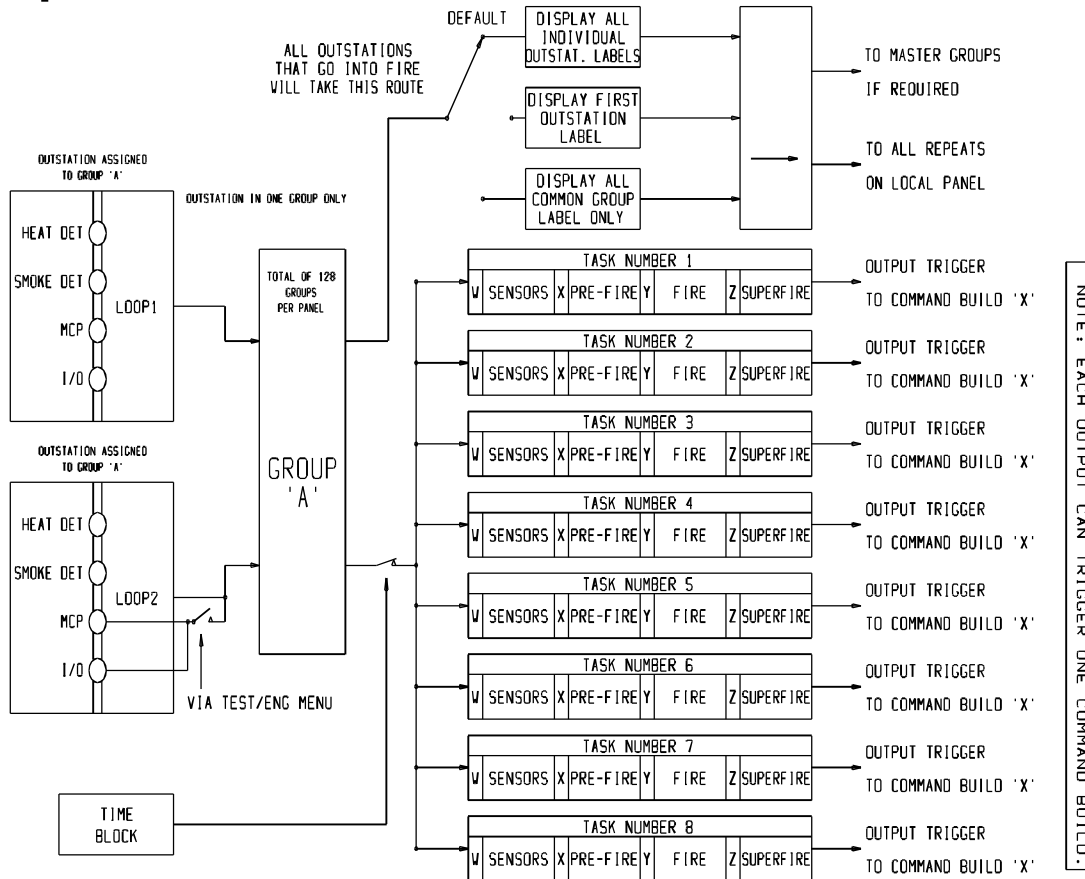 DEFAULT
DISPLAY ALL
INDIVIDUAL
OUTSTAT. LABELS
ALL OUTSTATIONS
THAT GO INTO FIRE
WILL TAKE THIS ROUTE
DISPLAY FIRST
OUTSTATION
LABEL
DISPLAY ALL
COMMON GROUP
LABEL ONLY
TO MASTER GROUPS
IF REQUIRED
TO ALL REPEATS
ON LOCAL PANEL
OUTSTATION ASSIGNED
TO GROUP 'A'
OUTSTATION IN ONE GROUP ONLY
HEAT DET
SMOKE DET
MCP
I/O
LOOP1
OUTSTATION ASSIGNED
TO GROUP 'A'
HEAT DET
SMOKE DET
MCP
I/O
LOOP2
VIA TEST/ENG MENU
TOTAL OF 128
GROUPS
PER PANEL
GROUP
'A'
TIME
BLOCK
TASK NUMBER 1
W SENSORS X PRE-FIRE Y FIRE Z SUPERFIRE
OUTPUT TRIGGER
TO COMMAND BUILD 'X'
TASK NUMBER 2
W SENSORS X PRE-FIRE Y FIRE Z SUPERFIRE
OUTPUT TRIGGER
TO COMMAND BUILD 'X'
TASK NUMBER 3
W SENSORS X PRE-FIRE Y FIRE Z SUPERFIRE
OUTPUT TRIGGER
TO COMMAND BUILD 'X'
TASK NUMBER 4
W SENSORS X PRE-FIRE Y FIRE Z SUPERFIRE
OUTPUT TRIGGER
TO COMMAND BUILD 'X'
TASK NUMBER 5
W SENSORS X PRE-FIRE Y FIRE Z SUPERFIRE
OUTPUT TRIGGER
TO COMMAND BUILD 'X'
TASK NUMBER 6
W SENSORS X PRE-FIRE Y FIRE Z SUPERFIRE
OUTPUT TRIGGER
TO COMMAND BUILD 'X'
TASK NUMBER 7
W SENSORS X PRE-FIRE Y FIRE Z SUPERFIRE
OUTPUT TRIGGER
TO COMMAND BUILD 'X'
TASK NUMBER 8
W SENSORS X PRE-FIRE Y FIRE Z SUPERFIRE
OUTPUT TRIGGER
TO COMMAND BUILD 'X'
NOTE: EACH OUTPUT CAN TRIGGER ONE COMMAND BUILD.